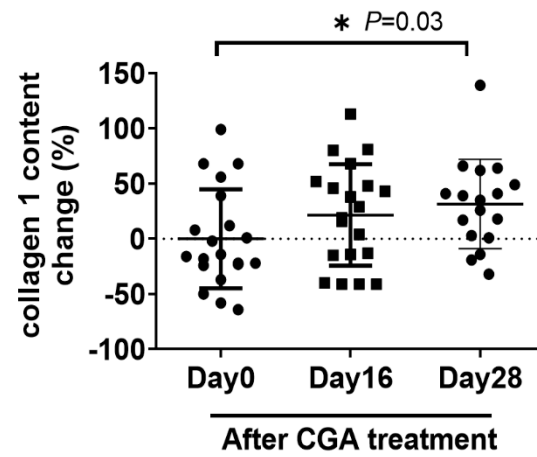 * P=0.03
collagen 1 content
change (%)
150
100
50
0
-50
-100
Day0 Day16 Day28
After CGA treatment